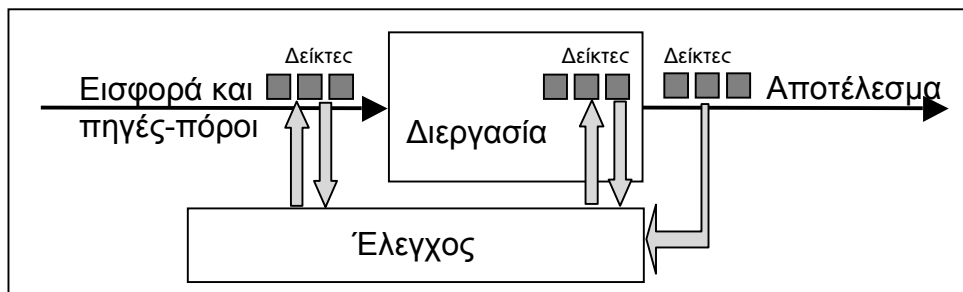 Δείκτες
Δείκτες
Δείκτες
Εισφορά και
πηγές-πόροι
Διεργασία
Αποτέλεσμα
Έλεγχος